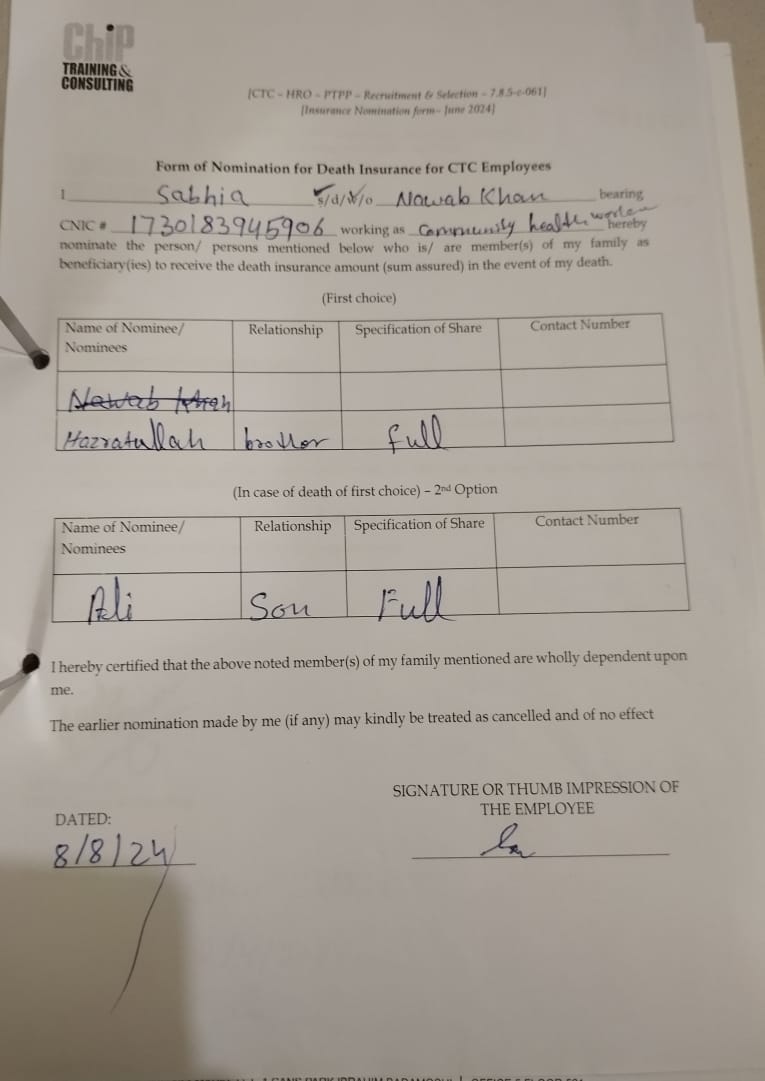 ChiP
TRAINING &
CONSULTING
[CTC – HRO – PTPP – Recruitment & Selection – 7.8.5-c-061]
[Insurance Nomination form– June 2024]
Form of Nomination for Death Insurance for CTC Employees
I Sabhia s/d/w/o Nawab Khan bearing
CNIC # 1730183945906 working as Community health worker hereby
nominate the person/ persons mentioned below who is/ are member(s) of my family as
beneficiary(ies) to receive the death insurance amount (sum assured) in the event of my death.
(First choice)
Name of Nominee/ Relationship Specification of Share Contact Number
Nominees
Nawab Khan
Hazratullah brother full
(In case of death of first choice) – 2nd Option
Name of Nominee/ Relationship Specification of Share Contact Number
Nominees
Ali Son Full
I hereby certified that the above noted member(s) of my family mentioned are wholly dependent upon
me.
The earlier nomination made by me (if any) may kindly be treated as cancelled and of no effect
SIGNATURE OR THUMB IMPRESSION OF
THE EMPLOYEE
DATED:
8/8/24